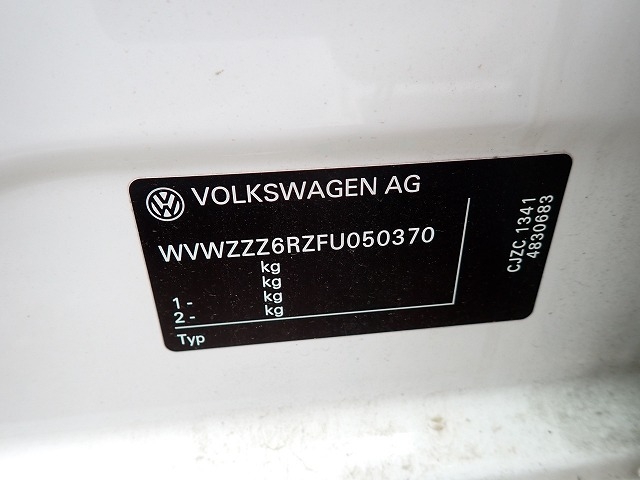 VOLKSWAGEN AG
WVWZZZ6RZFU050370
kg
kg
1 - kg
2 - kg
Typ
CJZC 1341
4830683